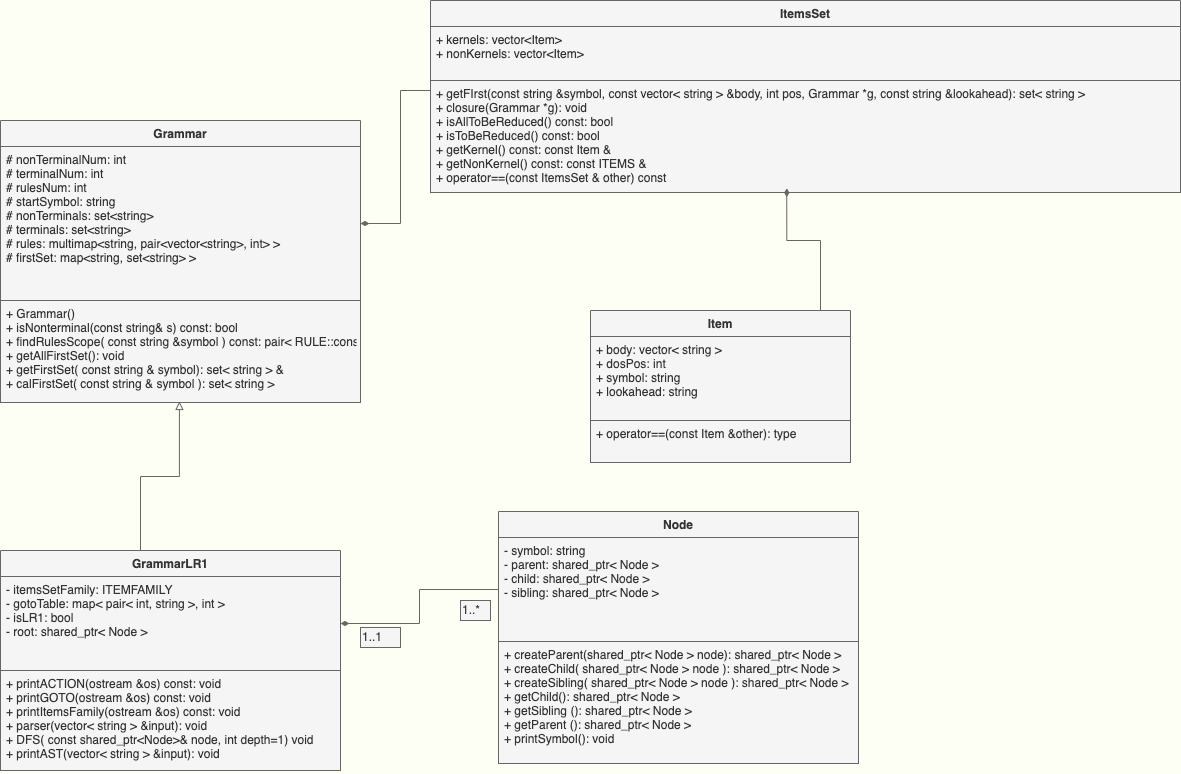 ItemsSet
+ kernels: vector<Item>
+ nonKernels: vector<Item>
+ getFIrst(const string &symbol, const vector< string > &body, int pos, Grammar *g, const string &lookahead): set< string >
+ closure(Grammar *g): void
+ isAllToBeReduced() const: bool
+ isToBeReduced() const: bool
+ getKernel() const: const Item &
+ getNonKernel() const: const ITEMS &
+ operator==(const ItemsSet & other) const
Grammar
# nonTerminalNum: int
# terminalNum: int
# rulesNum: int
# startSymbol: string
# nonTerminals: set<string>
# terminals: set<string>
# rules: multimap<string, pair<vector<string>, int> >
# firstSet: map<string, set<string> >
+ Grammar()
+ isNonterminal(const string& s) const: bool
+ findRulesScope( const string &symbol ) const: pair< RULE::cons
+ getAllFirstSet(): void
+ getFirstSet( const string & symbol): set< string > &
+ calFirstSet( const string & symbol ): set< string >
Item
+ body: vector< string >
+ dosPos: int
+ symbol: string
+ lookahead: string
+ operator==(const Item &other): type
Node
- symbol: string
- parent: shared_ptr< Node >
- child: shared_ptr< Node >
- sibling: shared_ptr< Node >
+ createParent(shared_ptr< Node > node): shared_ptr< Node >
+ createChild( shared_ptr< Node > node ): shared_ptr< Node >
+ createSibling( shared_ptr< Node > node ): shared_ptr< Node >
+ getChild(): shared_ptr< Node >
+ getSibling (): shared_ptr< Node >
+ getParent (): shared_ptr< Node >
+ printSymbol(): void
GrammarLR1
- itemsSetFamily: ITEMFAMILY
- gotoTable: map< pair< int, string >, int >
- isLR1: bool
- root: shared_ptr< Node >
+ printACTION(ostream &os) const: void
+ printGOTO(ostream &os) const: void
+ printItemsFamily(ostream &os) const: void
+ parser(vector< string > &input): void
+ DFS( const shared_ptr<Node>& node, int depth=1) void
+ printAST(vector< string > &input): void
1..*
1..1